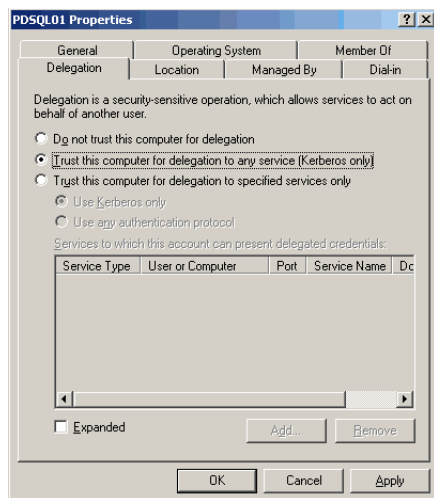 PDSQL01 Properties
General Operating System Member Of
Delegation Location Managed By Dial-in
Delegation is a security-sensitive operation, which allows services to act on
behalf of another user.
Do not trust this computer for delegation
Trust this computer for delegation to any service (Kerberos only)
Trust this computer for delegation to specified services only
Use Kerberos only
Use any authentication protocol
Services to which this account can present delegated credentials:
Service Type User or Computer Port Service Name Dc
Expanded Add... Remove
OK Cancel Apply